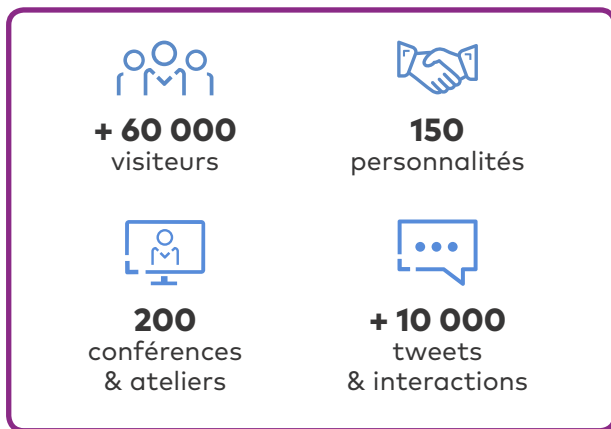 + 60 000
visiteurs
150
personnalités
200
conférences
& ateliers
+ 10 000
tweets
& interactions